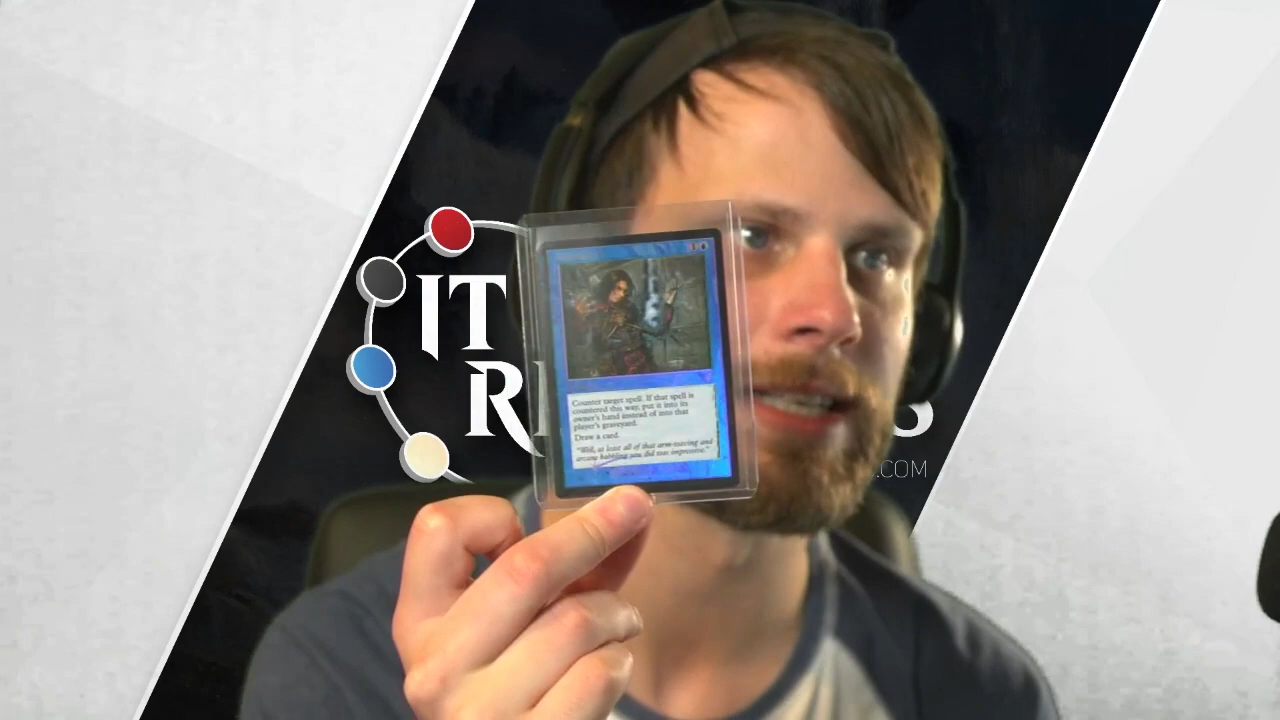 IT
R
S
.COM
Counter target spell. If that spell is
countered this way, put it into its
owner's hand instead of into that
player's graveyard.
Draw a card.
"Well, at least all of that arm-waving and
arcane babbling you did was impressive."